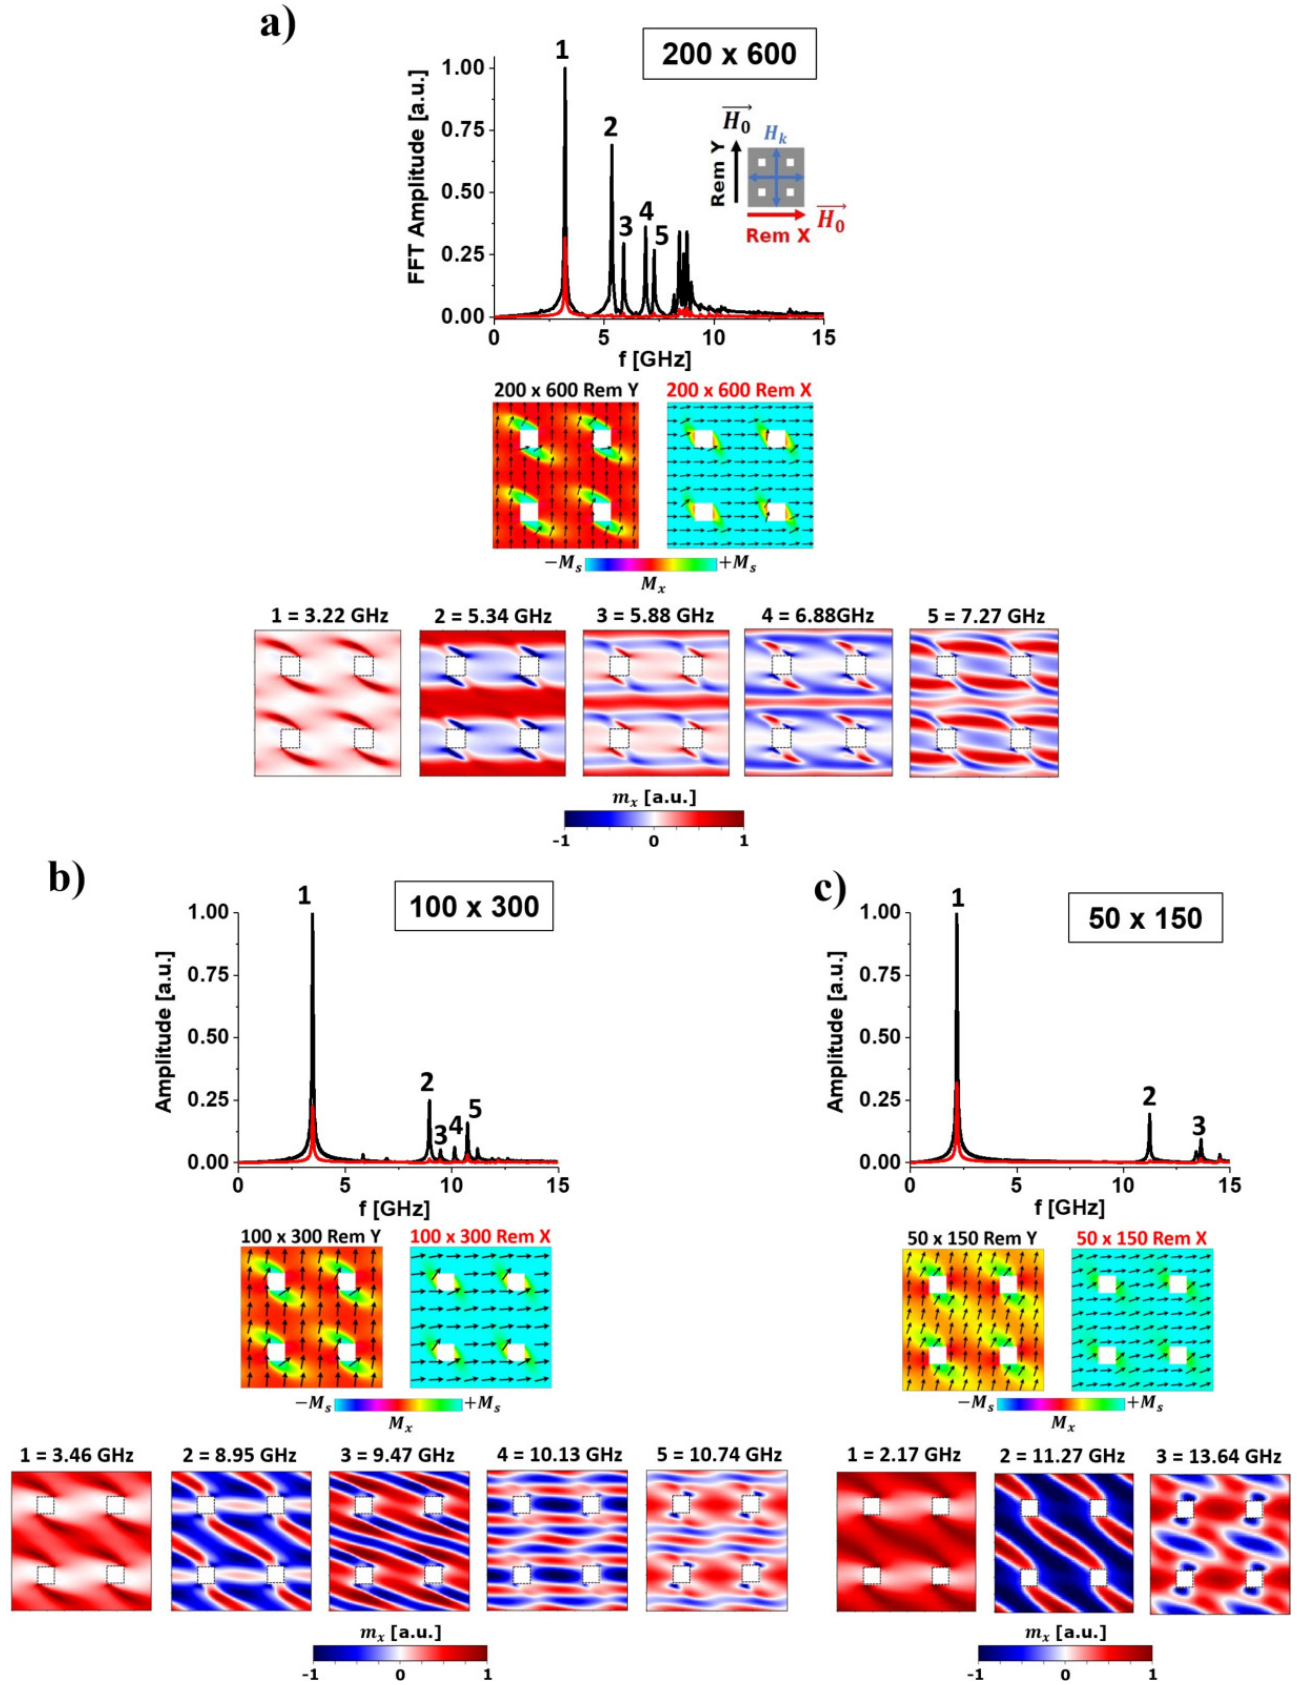 a)
200 x 600
FFT Amplitude [a.u.]
1.00
0.75
0.50
0.25
0.00
1
2
3
4
5
0 5 10 15
f [GHz]
H₀
Hₖ
Rem Y
Rem X
H₀
200 x 600 Rem Y 200 x 600 Rem X
−Mₛ +Mₛ
Mₓ
1 = 3.22 GHz 2 = 5.34 GHz 3 = 5.88 GHz 4 = 6.88GHz 5 = 7.27 GHz
mₓ [a.u.]
-1 0 1
b)
100 x 300
Amplitude [a.u.]
1.00
0.75
0.50
0.25
0.00
1
2
3
4
5
0 5 10 15
f [GHz]
100 x 300 Rem Y 100 x 300 Rem X
−Mₛ +Mₛ
Mₓ
1 = 3.46 GHz 2 = 8.95 GHz 3 = 9.47 GHz 4 = 10.13 GHz 5 = 10.74 GHz
mₓ [a.u.]
-1 0 1
c)
50 x 150
Amplitude [a.u.]
1.00
0.75
0.50
0.25
0.00
1
2
3
0 5 10 15
f [GHz]
50 x 150 Rem Y 50 x 150 Rem X
−Mₛ +Mₛ
Mₓ
1 = 2.17 GHz 2 = 11.27 GHz 3 = 13.64 GHz
mₓ [a.u.]
-1 0 1